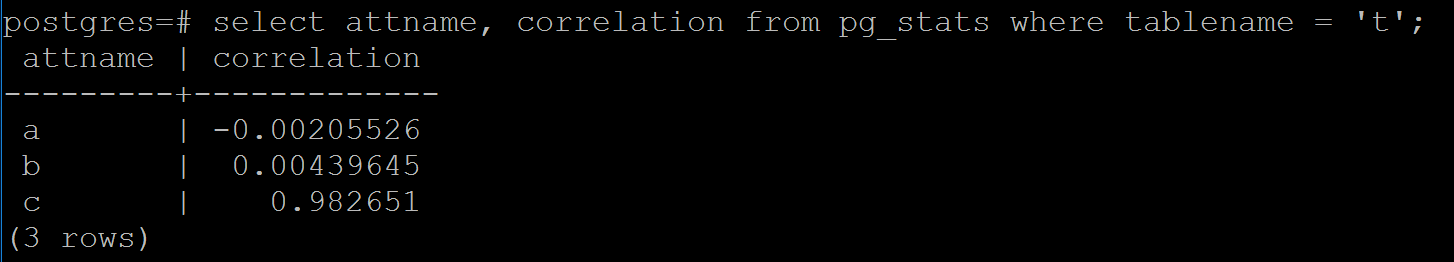 postgres=# select attname, correlation from pg_stats where tablename = 't';
 attname | correlation
---------+-------------
 a       | -0.00205526
 b       |  0.00439645
 c       |    0.982651
(3 rows)